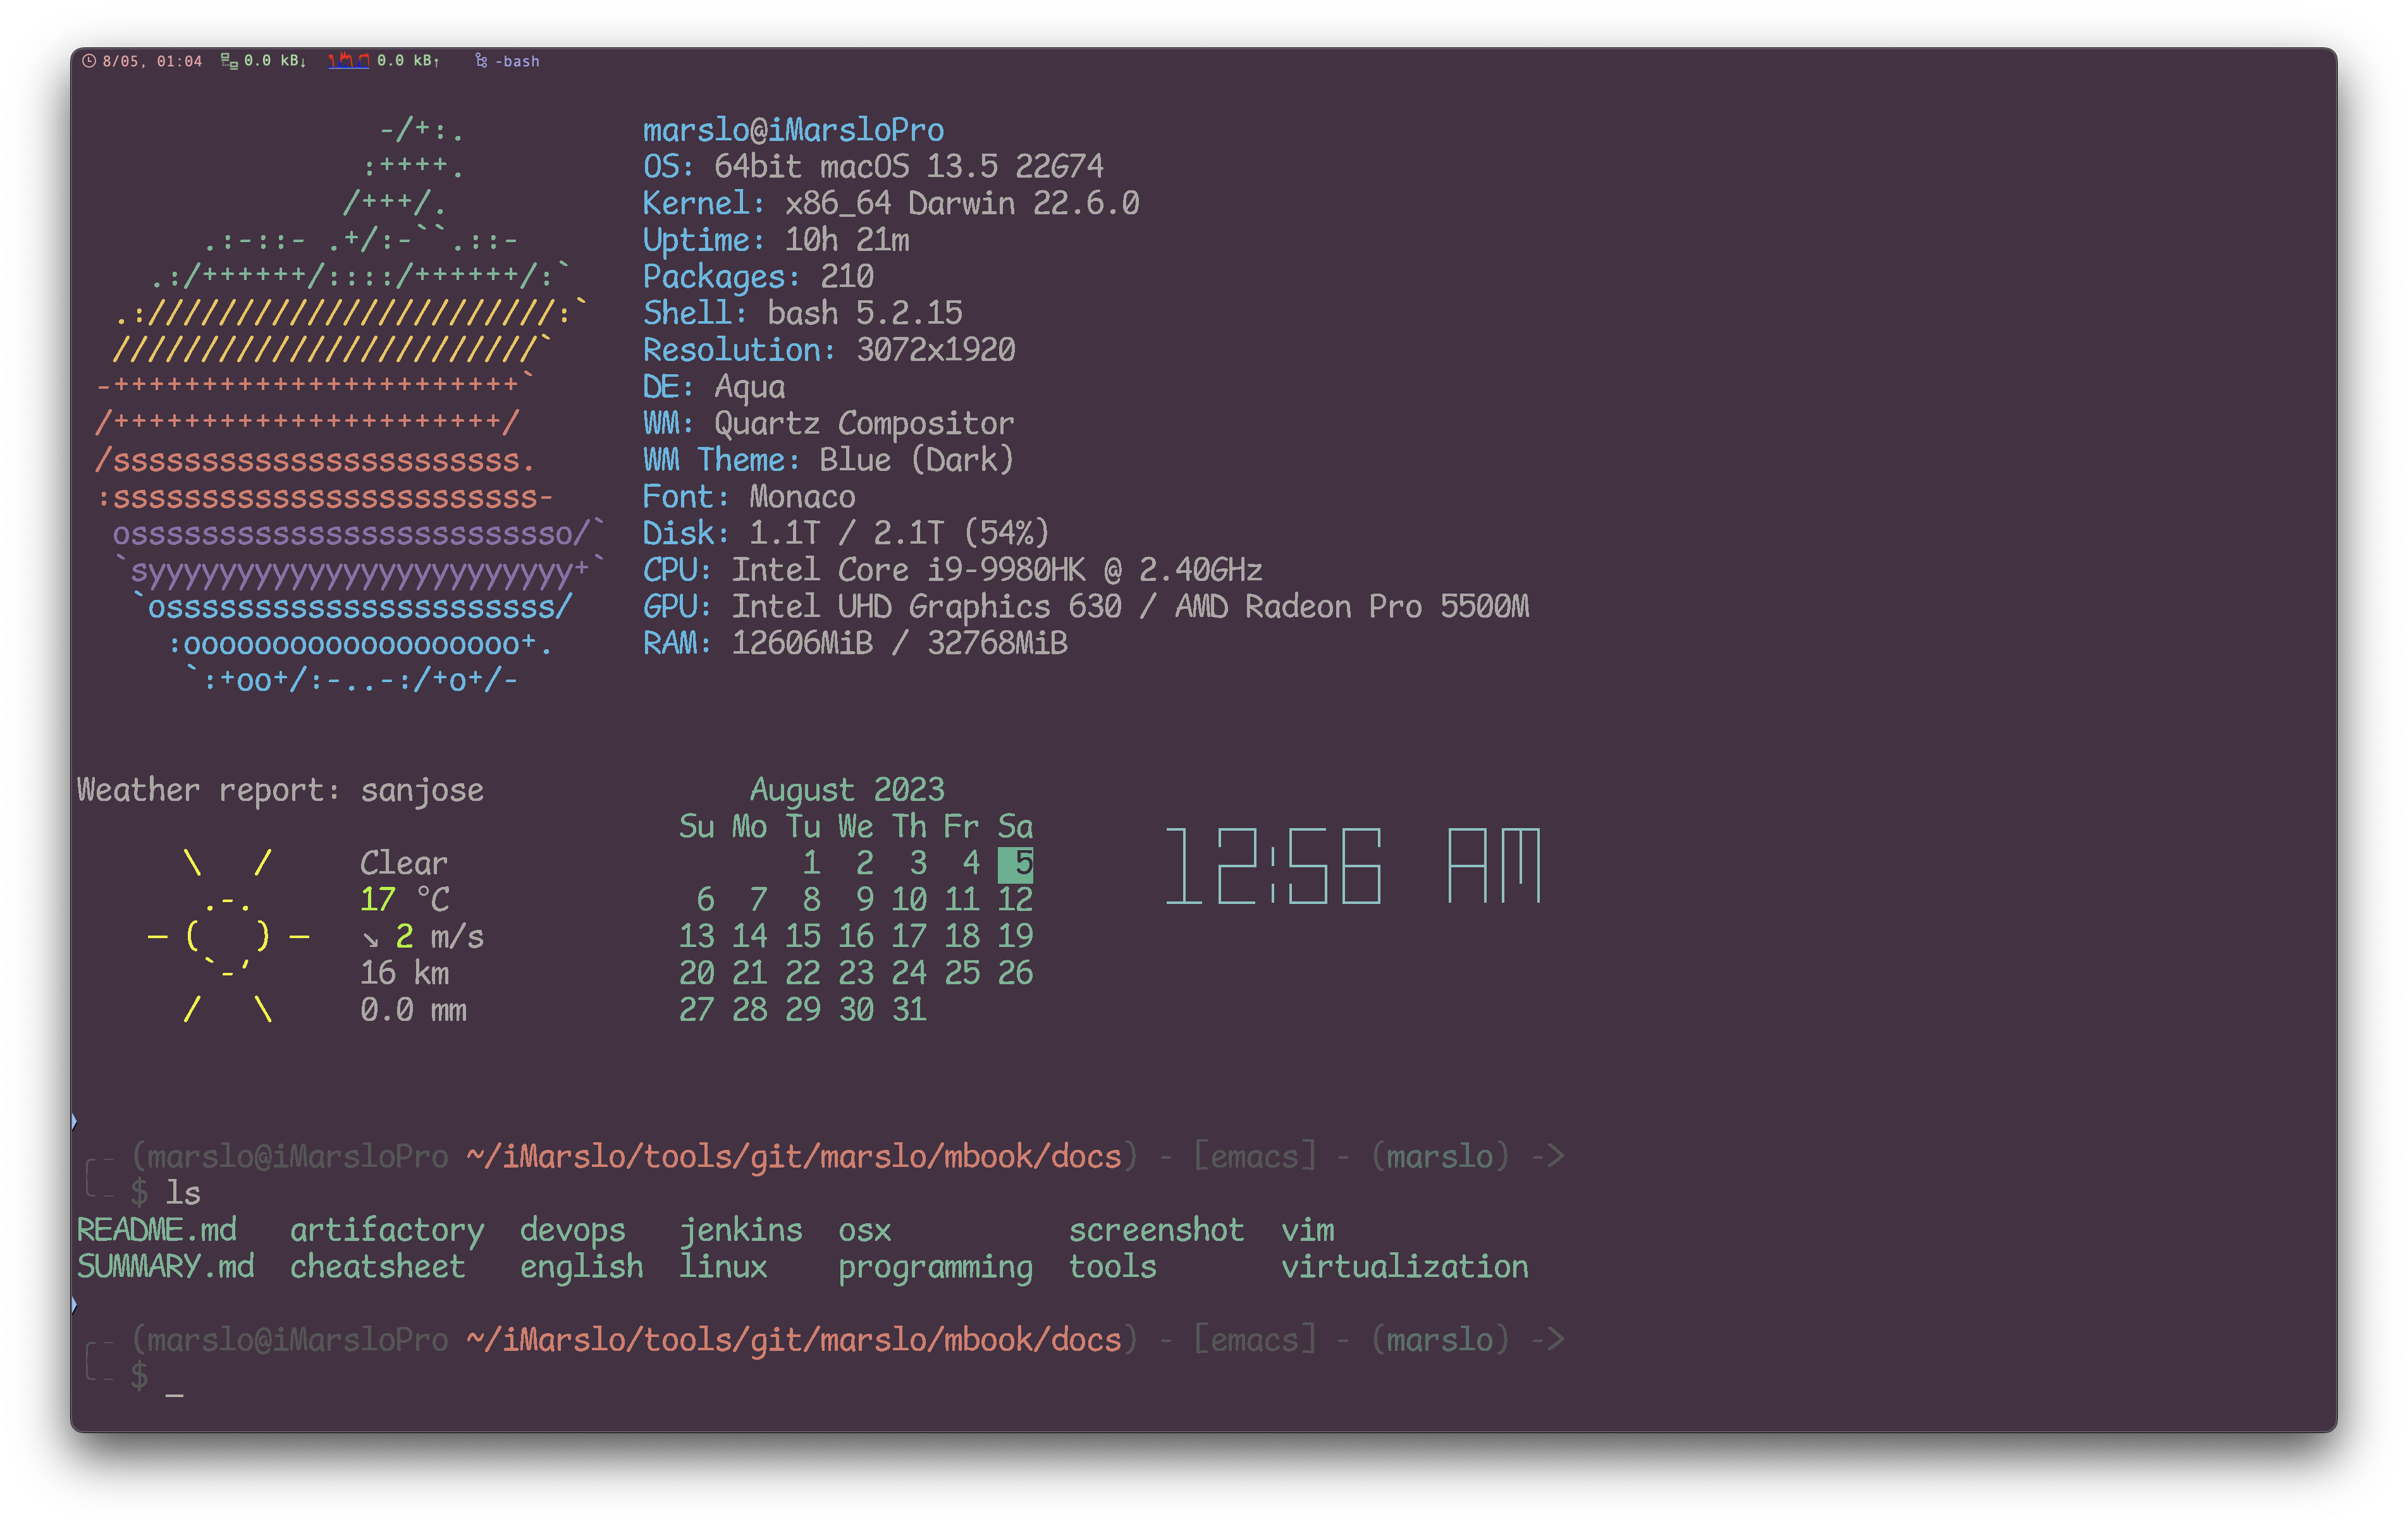 8/05, 01:04 0.0 kB↓ 0.0 kB↑ -bash
                 -/+:.          marslo@iMarsloPro
                :++++.          OS: 64bit macOS 13.5 22G74
               /+++/.           Kernel: x86_64 Darwin 22.6.0
       .:-::- .+/:-``.::-       Uptime: 10h 21m
    .:/++++++/::::/++++++/:`    Packages: 210
  .:///////////////////////:`   Shell: bash 5.2.15
  ////////////////////////`     Resolution: 3072x1920
 -+++++++++++++++++++++++`      DE: Aqua
 /++++++++++++++++++++++/       WM: Quartz Compositor
 /sssssssssssssssssssssss.      WM Theme: Blue (Dark)
 :ssssssssssssssssssssssss-     Font: Monaco
  osssssssssssssssssssssssso/`  Disk: 1.1T / 2.1T (54%)
  `syyyyyyyyyyyyyyyyyyyyyyyy+`  CPU: Intel Core i9-9980HK @ 2.40GHz
   `ossssssssssssssssssssss/    GPU: Intel UHD Graphics 630 / AMD Radeon Pro 5500M
     :ooooooooooooooooooo+.     RAM: 12606MiB / 32768MiB
      `:+oo+/:-..-:/+o+/-
Weather report: sanjose
Clear
17 °C
↘ 2 m/s
16 km
0.0 mm
August 2023
Su Mo Tu We Th Fr Sa
1 2 3 4 5
6 7 8 9 10 11 12
13 14 15 16 17 18 19
20 21 22 23 24 25 26
27 28 29 30 31
12:56 AM
(marslo@iMarsloPro ~/iMarslo/tools/git/marslo/mbook/docs) - [emacs] - (marslo) ->
$ ls
README.md artifactory devops jenkins osx screenshot vim
SUMMARY.md cheatsheet english linux programming tools virtualization
(marslo@iMarsloPro ~/iMarslo/tools/git/marslo/mbook/docs) - [emacs] - (marslo) ->
$ _